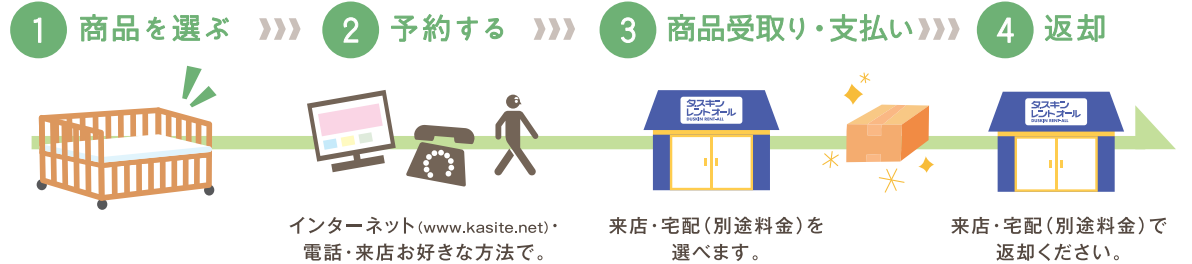 1 商品を選ぶ
2 予約する
3 商品受取り・支払い
4 返却
ダスキン
レントオール
DUSKIN RENT-ALL
ダスキン
レントオール
DUSKIN RENT-ALL
インターネット(www.kasite.net)・
電話・来店お好きな方法で。
来店・宅配(別途料金)を
選べます。
来店・宅配(別途料金)で
返却ください。